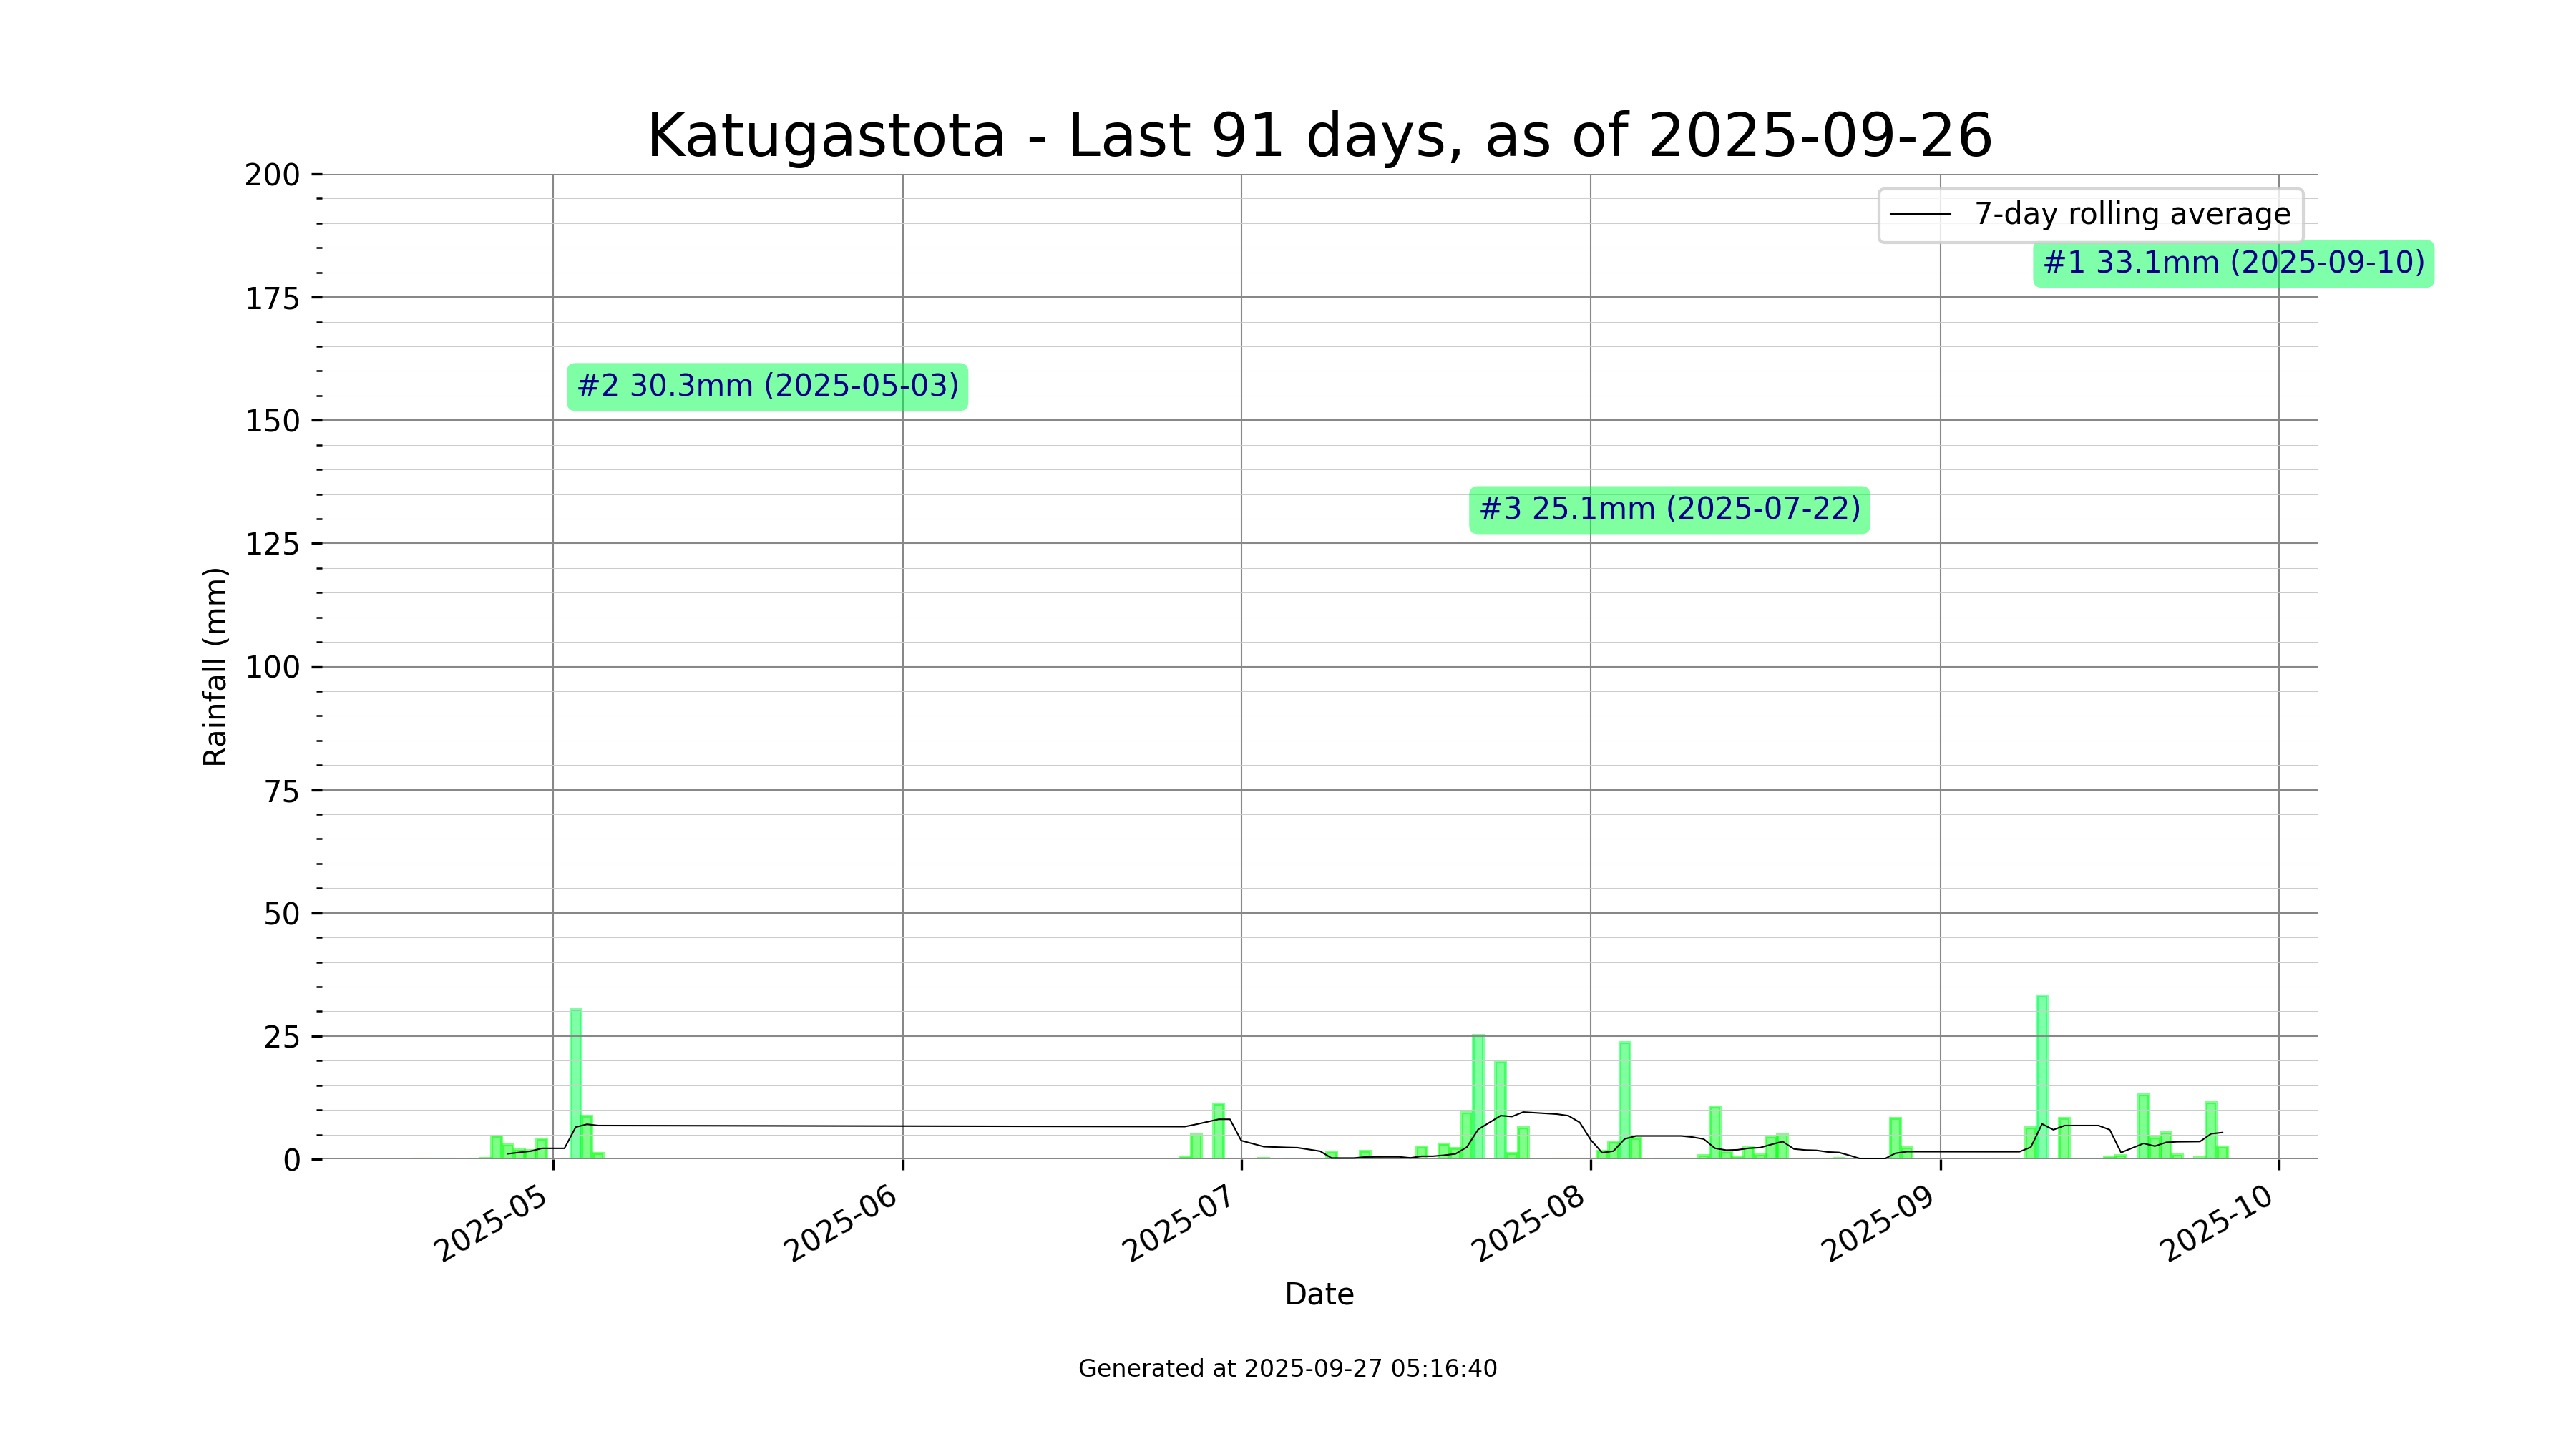 Katugastota - Last 91 days, as of 2025-09-26
200
175
150
125
100
75
50
25
0
Rainfall (mm)
7-day rolling average
#1 33.1mm (2025-09-10)
#2 30.3mm (2025-05-03)
#3 25.1mm (2025-07-22)
2025-05
2025-06
2025-07
2025-08
2025-09
2025-10
Date
Generated at 2025-09-27 05:16:40